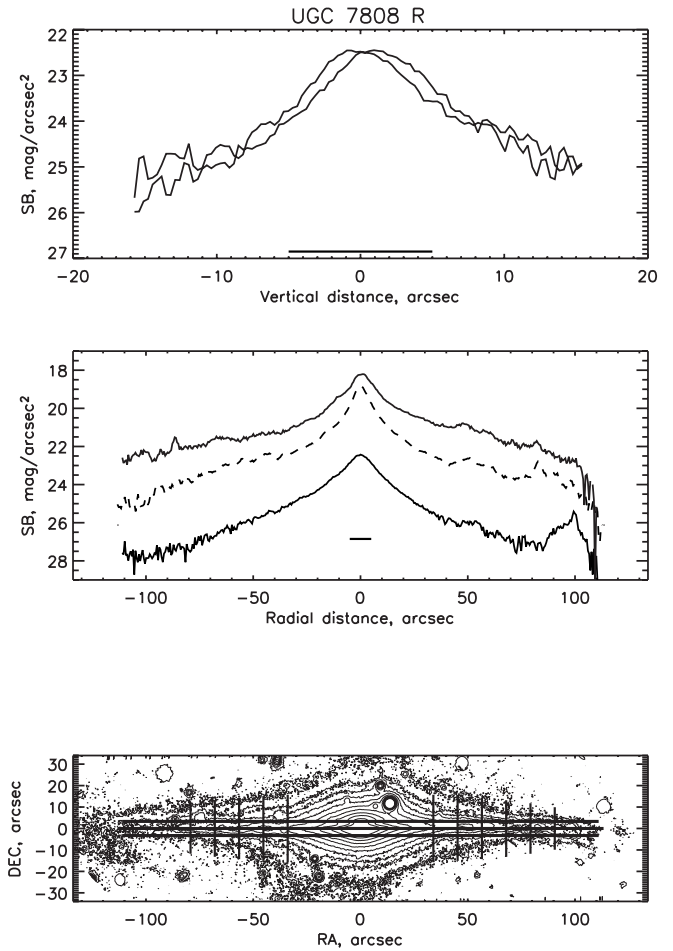 UGC 7808 R
22
23
24
25
26
27
SB, mag/arcsec²
−20 −10 0 10 20
Vertical distance, arcsec
18
20
22
24
26
28
SB, mag/arcsec²
−100 −50 0 50 100
Radial distance, arcsec
30
20
10
0
−10
−20
−30
DEC, arcsec
−100 −50 0 50 100
RA, arcsec